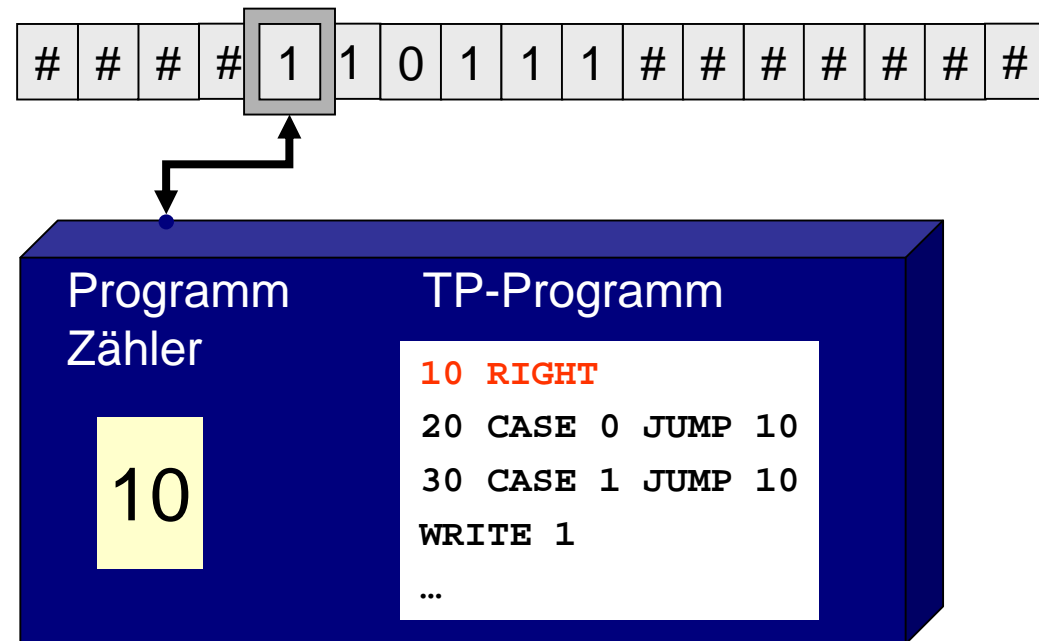 # # # # 1 1 0 1 1 1 # # # # # # #
Programm
Zähler
10
TP-Programm
10 RIGHT
20 CASE 0 JUMP 10
30 CASE 1 JUMP 10
WRITE 1
…